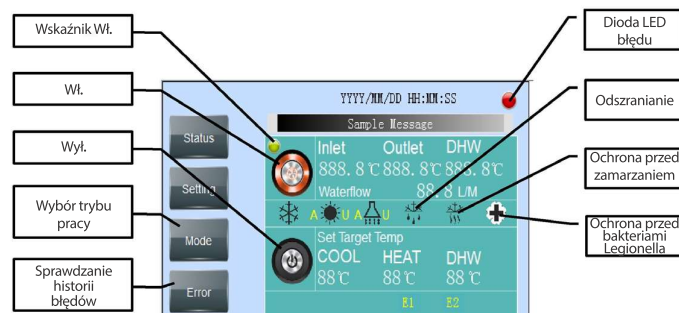 Wskaźnik Wł.
Wł.
Wył.
Wybór trybu
pracy
Sprawdzanie
historii
błędów
Dioda LED
błędu
Odszranianie
Ochrona przed
zamarzaniem
Ochrona przed
bakteriami
Legionella
YYYY/MM/DD HH:MM:SS
Sample Message
Status
Setting
Mode
Error
Inlet Outlet DHW
888.8℃ 888.8℃ 888.8℃
Waterflow 88.8 L/M
A U A U
Set Target Temp
COOL HEAT DHW
88℃ 88℃ 88℃
E1 E2